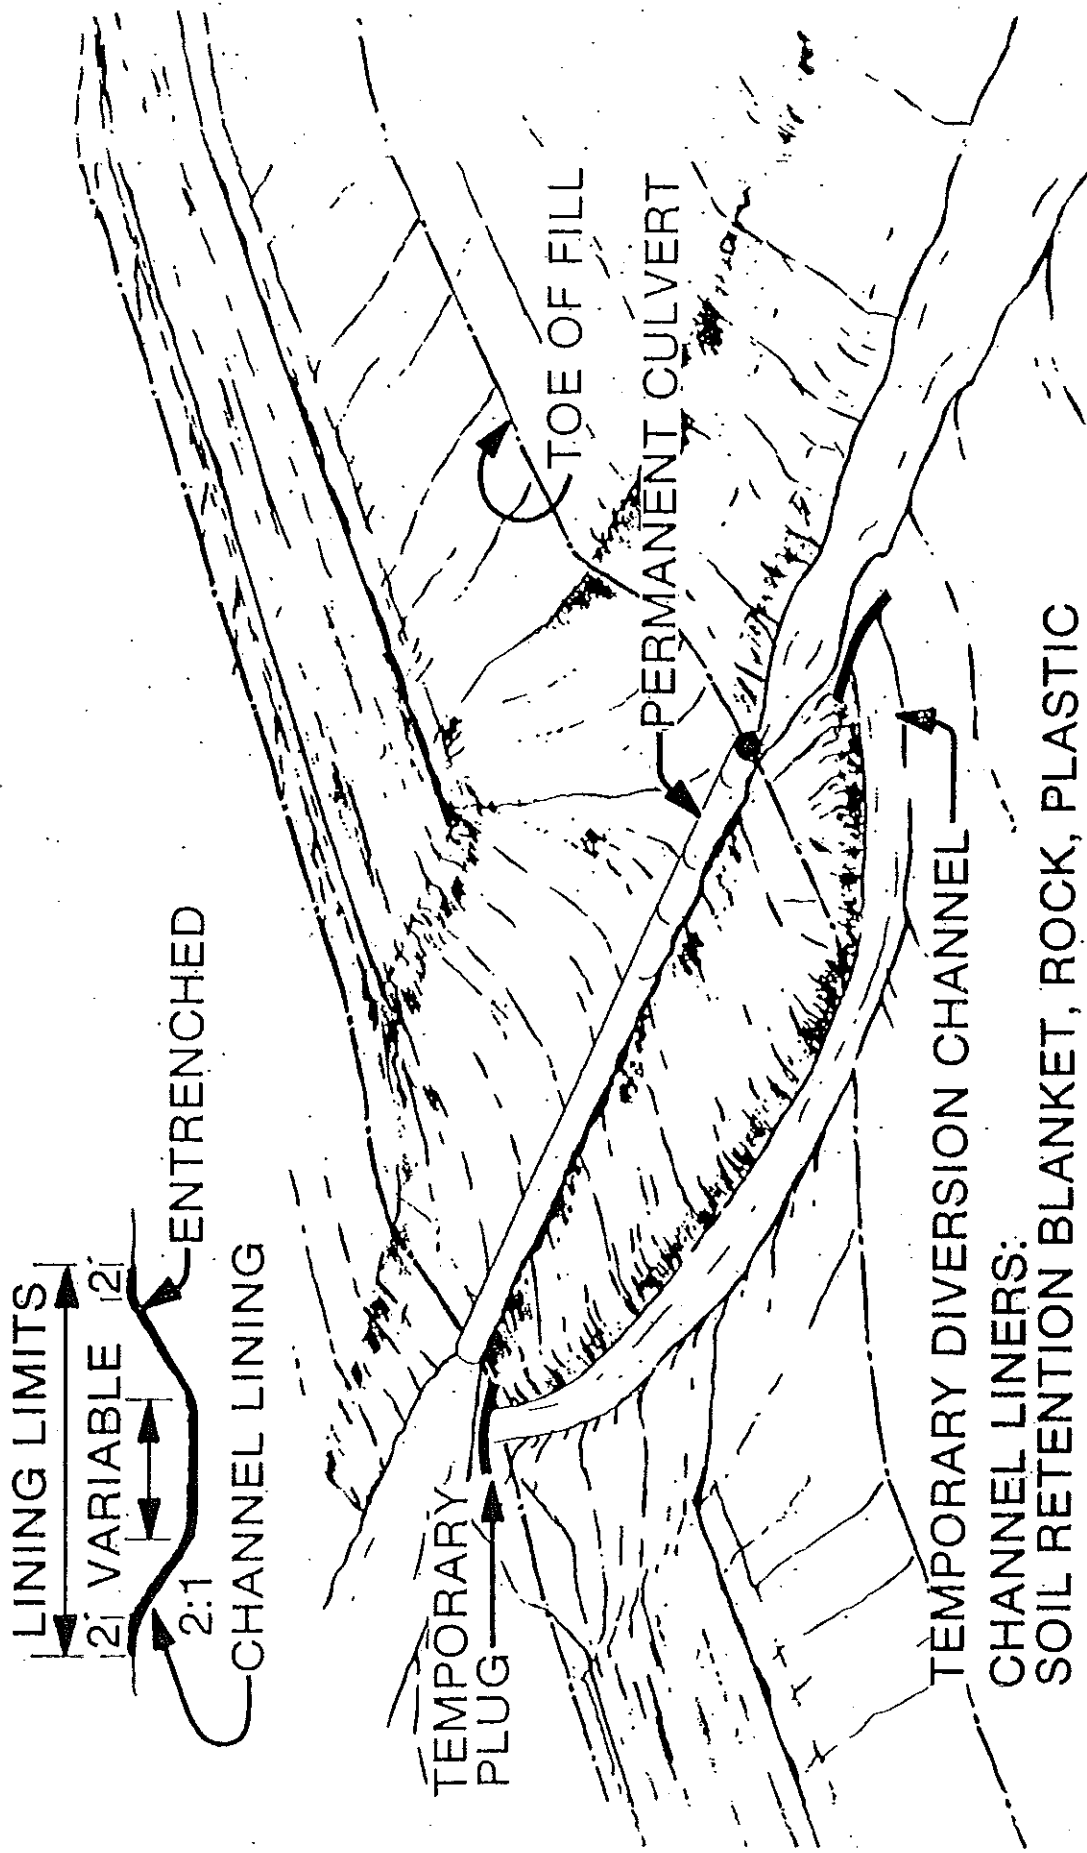 LINING LIMITS
2' VARIABLE 2'
ENTRENCHED
2:1
CHANNEL LINING
TOE OF FILL
PERMANENT CULVERT
TEMPORARY
PLUG
TEMPORARY DIVERSION CHANNEL
CHANNEL LINERS:
SOIL RETENTION BLANKET, ROCK, PLASTIC